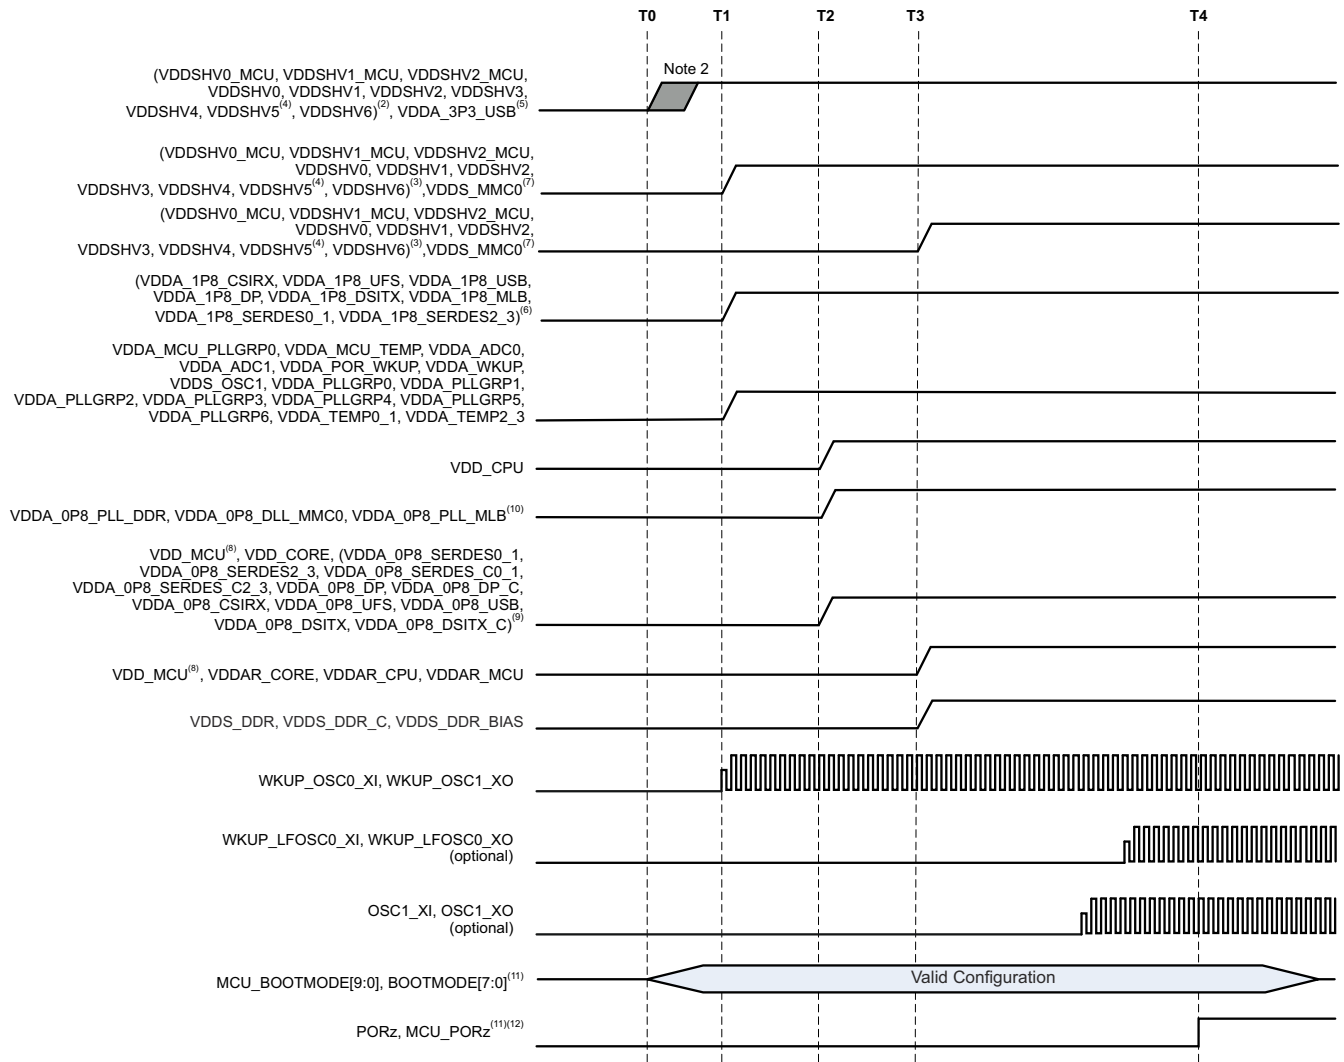 T0 T1 T2 T3 T4
Note 2
(VDDSHV0_MCU, VDDSHV1_MCU, VDDSHV2_MCU,
VDDSHV0, VDDSHV1, VDDSHV2, VDDSHV3,
VDDSHV4, VDDSHV5(4), VDDSHV6)(2), VDDA_3P3_USB(5)
(VDDSHV0_MCU, VDDSHV1_MCU, VDDSHV2_MCU,
VDDSHV0, VDDSHV1, VDDSHV2,
VDDSHV3, VDDSHV4, VDDSHV5(4), VDDSHV6)(3),VDDS_MMC0(7)
(VDDSHV0_MCU, VDDSHV1_MCU, VDDSHV2_MCU,
VDDSHV0, VDDSHV1, VDDSHV2,
VDDSHV3, VDDSHV4, VDDSHV5(4), VDDSHV6)(3),VDDS_MMC0(7)
(VDDA_1P8_CSIRX, VDDA_1P8_UFS, VDDA_1P8_USB,
VDDA_1P8_DP, VDDA_1P8_DSITX, VDDA_1P8_MLB,
VDDA_1P8_SERDES0_1, VDDA_1P8_SERDES2_3)(6)
VDDA_MCU_PLLGRP0, VDDA_MCU_TEMP, VDDA_ADC0,
VDDA_ADC1, VDDA_POR_WKUP, VDDA_WKUP,
VDDS_OSC1, VDDA_PLLGRP0, VDDA_PLLGRP1,
VDDA_PLLGRP2, VDDA_PLLGRP3, VDDA_PLLGRP4, VDDA_PLLGRP5,
VDDA_PLLGRP6, VDDA_TEMP0_1, VDDA_TEMP2_3
VDD_CPU
VDDA_0P8_PLL_DDR, VDDA_0P8_DLL_MMC0, VDDA_0P8_PLL_MLB(10)
VDD_MCU(8), VDD_CORE, (VDDA_0P8_SERDES0_1,
VDDA_0P8_SERDES2_3, VDDA_0P8_SERDES_C0_1,
VDDA_0P8_SERDES_C2_3, VDDA_0P8_DP, VDDA_0P8_DP_C,
VDDA_0P8_CSIRX, VDDA_0P8_UFS, VDDA_0P8_USB,
VDDA_0P8_DSITX, VDDA_0P8_DSITX_C)(9)
VDD_MCU(8), VDDAR_CORE, VDDAR_CPU, VDDAR_MCU
VDDS_DDR, VDDS_DDR_C, VDDS_DDR_BIAS
WKUP_OSC0_XI, WKUP_OSC1_XO
WKUP_LFOSC0_XI, WKUP_LFOSC0_XO
(optional)
OSC1_XI, OSC1_XO
(optional)
MCU_BOOTMODE[9:0], BOOTMODE[7:0](11)
Valid Configuration
PORz, MCU_PORz(11)(12)